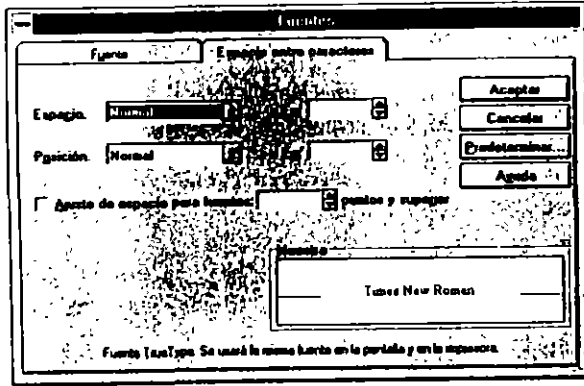 Fuentes
Fuente Espacio entre caracteres
Espacio: Normal
Posición: Normal
Aceptar
Cancelar
Predeterminar...
Ayuda
Ajuste de espacio para fuentes: puntos y superior
Muestra
Times New Roman
Fuente TrueType. Se usará la misma fuente en la pantalla y en la impresora.